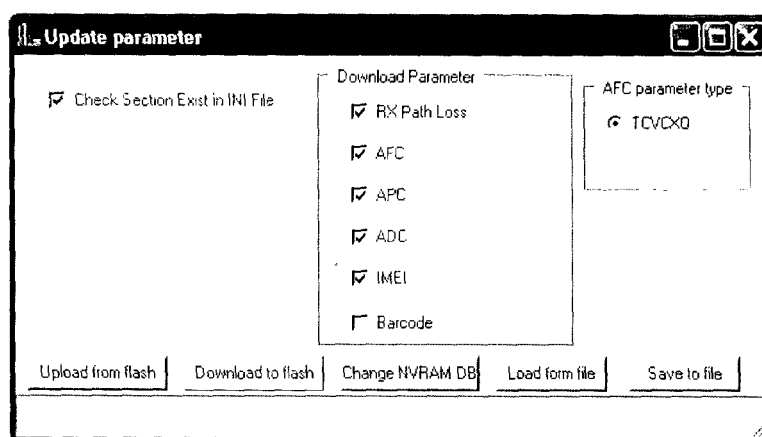 Update parameter
Check Section Exist in INI File
Download Parameter
RX Path Loss
AFC
APC
ADC
IMEI
Barcode
AFC parameter type
TCVCXO
Upload from flash
Download to flash
Change NVRAM DB
Load form file
Save to file